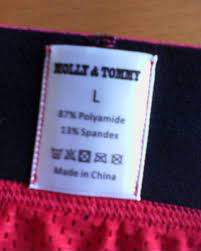 HOLLY & TOMMY
L
87% Polyamide
13% Spandex
Made in China